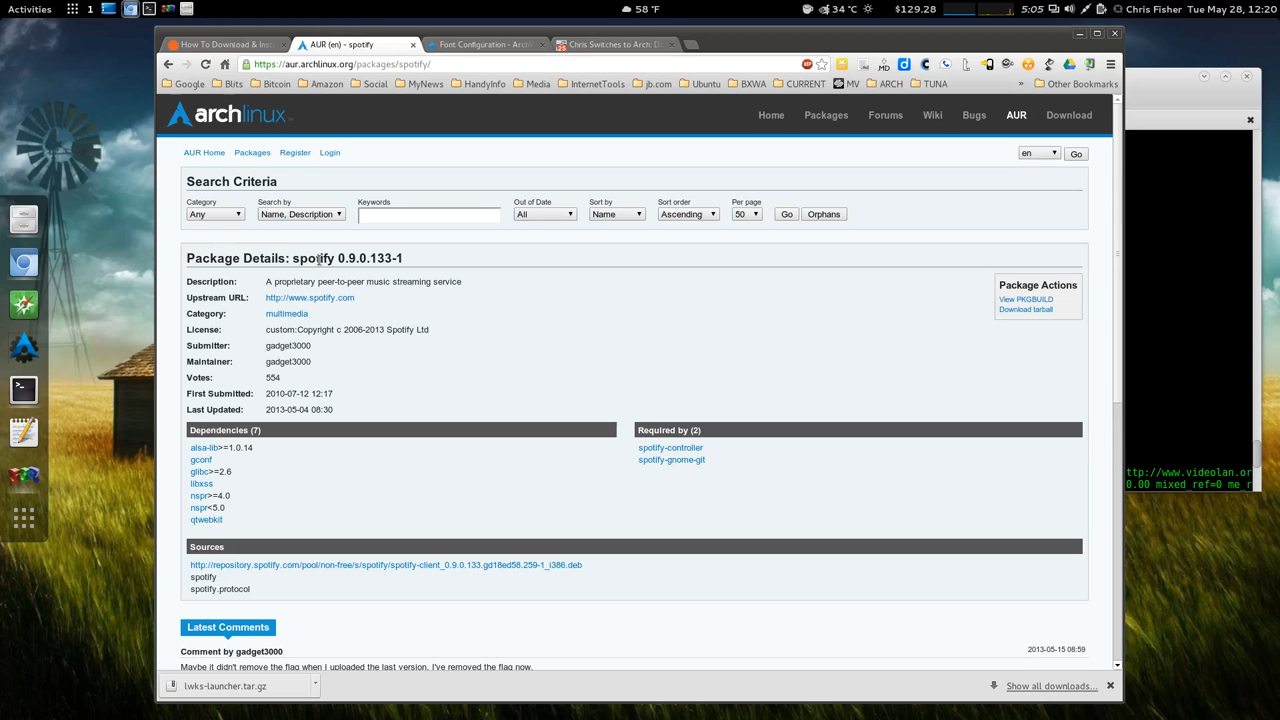 Activities 1 58 °F 34 °C $129.28 5:05 Chris Fisher Tue May 28, 12:20
How To Download & Inst
AUR (en) - spotify
Font Configuration - Archl
Chris Switches to Arch: D
https://aur.archlinux.org/packages/spotify/
Google Blits Bitcoin Amazon Social MyNews HandyInfo Media InternetTools jb.com Ubuntu BXWA CURRENT MV ARCH TUNA » Other Bookmarks
archlinux
Home Packages Forums Wiki Bugs AUR Download
AUR Home Packages Register Login
en Go
Search Criteria
Category Search by Keywords Out of Date Sort by Sort order Per page
Any Name, Description All Name Ascending 50 Go Orphans
Package Details: spotify 0.9.0.133-1
Description: A proprietary peer-to-peer music streaming service
Upstream URL: http://www.spotify.com
Category: multimedia
License: custom:Copyright c 2006-2013 Spotify Ltd
Submitter: gadget3000
Maintainer: gadget3000
Votes: 554
First Submitted: 2010-07-12 12:17
Last Updated: 2013-05-04 08:30
Package Actions
View PKGBUILD
Download tarball
Dependencies (7)
alsa-lib>=1.0.14
gconf
glibc>=2.6
libxss
nspr>=4.0
nspr<5.0
qtwebkit
Required by (2)
spotify-controller
spotify-gnome-git
Sources
http://repository.spotify.com/pool/non-free/s/spotify/spotify-client_0.9.0.133.gd18ed58.259-1_i386.deb
spotify
spotify.protocol
Latest Comments
Comment by gadget3000 2013-05-15 08:59
Maybe it didn't remove the flag when I uploaded the last version. I've removed the flag now.
lwks-launcher.tar.gz
Show all downloads...
ttp://www.videolan.or
0.00 mixed_ref=0 me_r